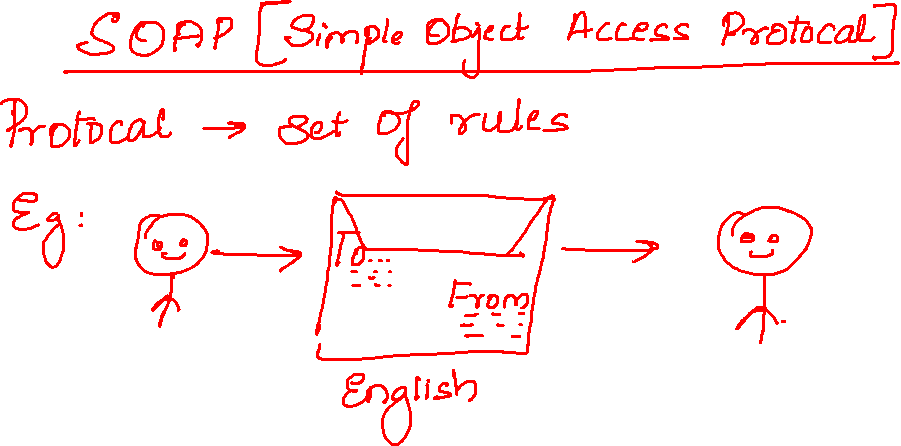 SOAP [Simple Object Access Protocal]
Protocal → set of rules
Eg:
To
From
English